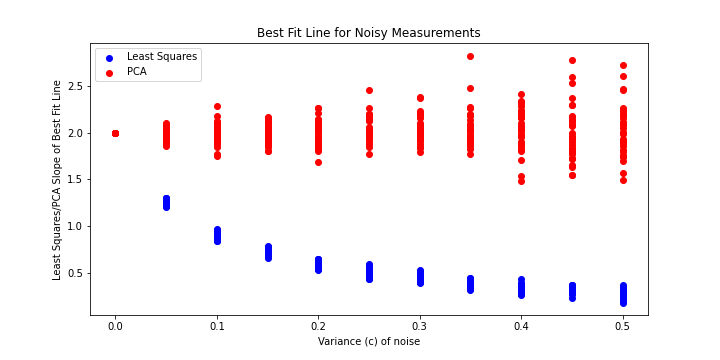 Best Fit Line for Noisy Measurements
Least Squares
PCA
Least Squares/PCA Slope of Best Fit Line
2.5
2.0
1.5
1.0
0.5
0.0
0.1
0.2
0.3
0.4
0.5
Variance (c) of noise